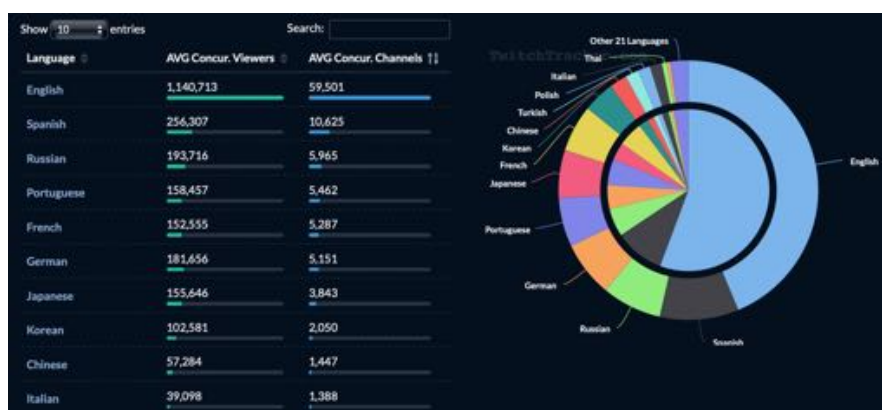 Show 10 entries
Search:
Language AVG Concur. Viewers AVG Concur. Channels
English 1,140,713 59,501
Spanish 256,307 10,625
Russian 193,716 5,965
Portuguese 158,457 5,462
French 152,555 5,287
German 181,656 5,151
Japanese 155,646 3,843
Korean 102,581 2,050
Chinese 57,284 1,447
Italian 39,098 1,388
Other 21 Languages
Thai
Italian
Polish
Turkish
Chinese
Korean
French
Japanese
Portuguese
German
Russian
Spanish
English